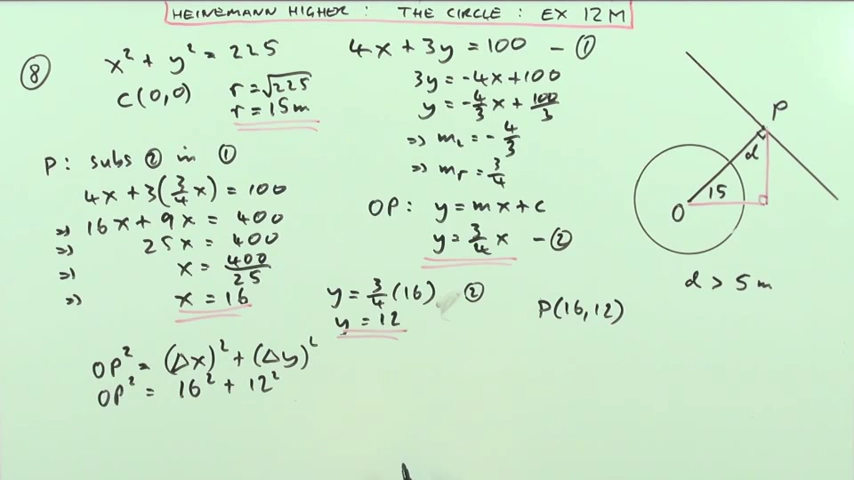 HEINEMANN HIGHER : THE CIRCLE : EX 12M
⑧
x² + y² = 225
C(0,0) r = √225
r = 15m
P: subs ② in ①
4x + 3(3/4 x) = 100
=> 16x + 9x = 400
=> 25x = 400
=> x = 400/25
=> x = 16
4x + 3y = 100 — ①
3y = -4x + 100
y = -4/3 x + 100/3
=> m_L = -4/3
=> m_r = 3/4
OP: y = mx + c
y = 3/4 x — ②
y = 3/4 (16) ②
y = 12
P(16,12)
OP² = (Δx)² + (Δy)²
OP² = 16² + 12²
P
d
15
O
d > 5m